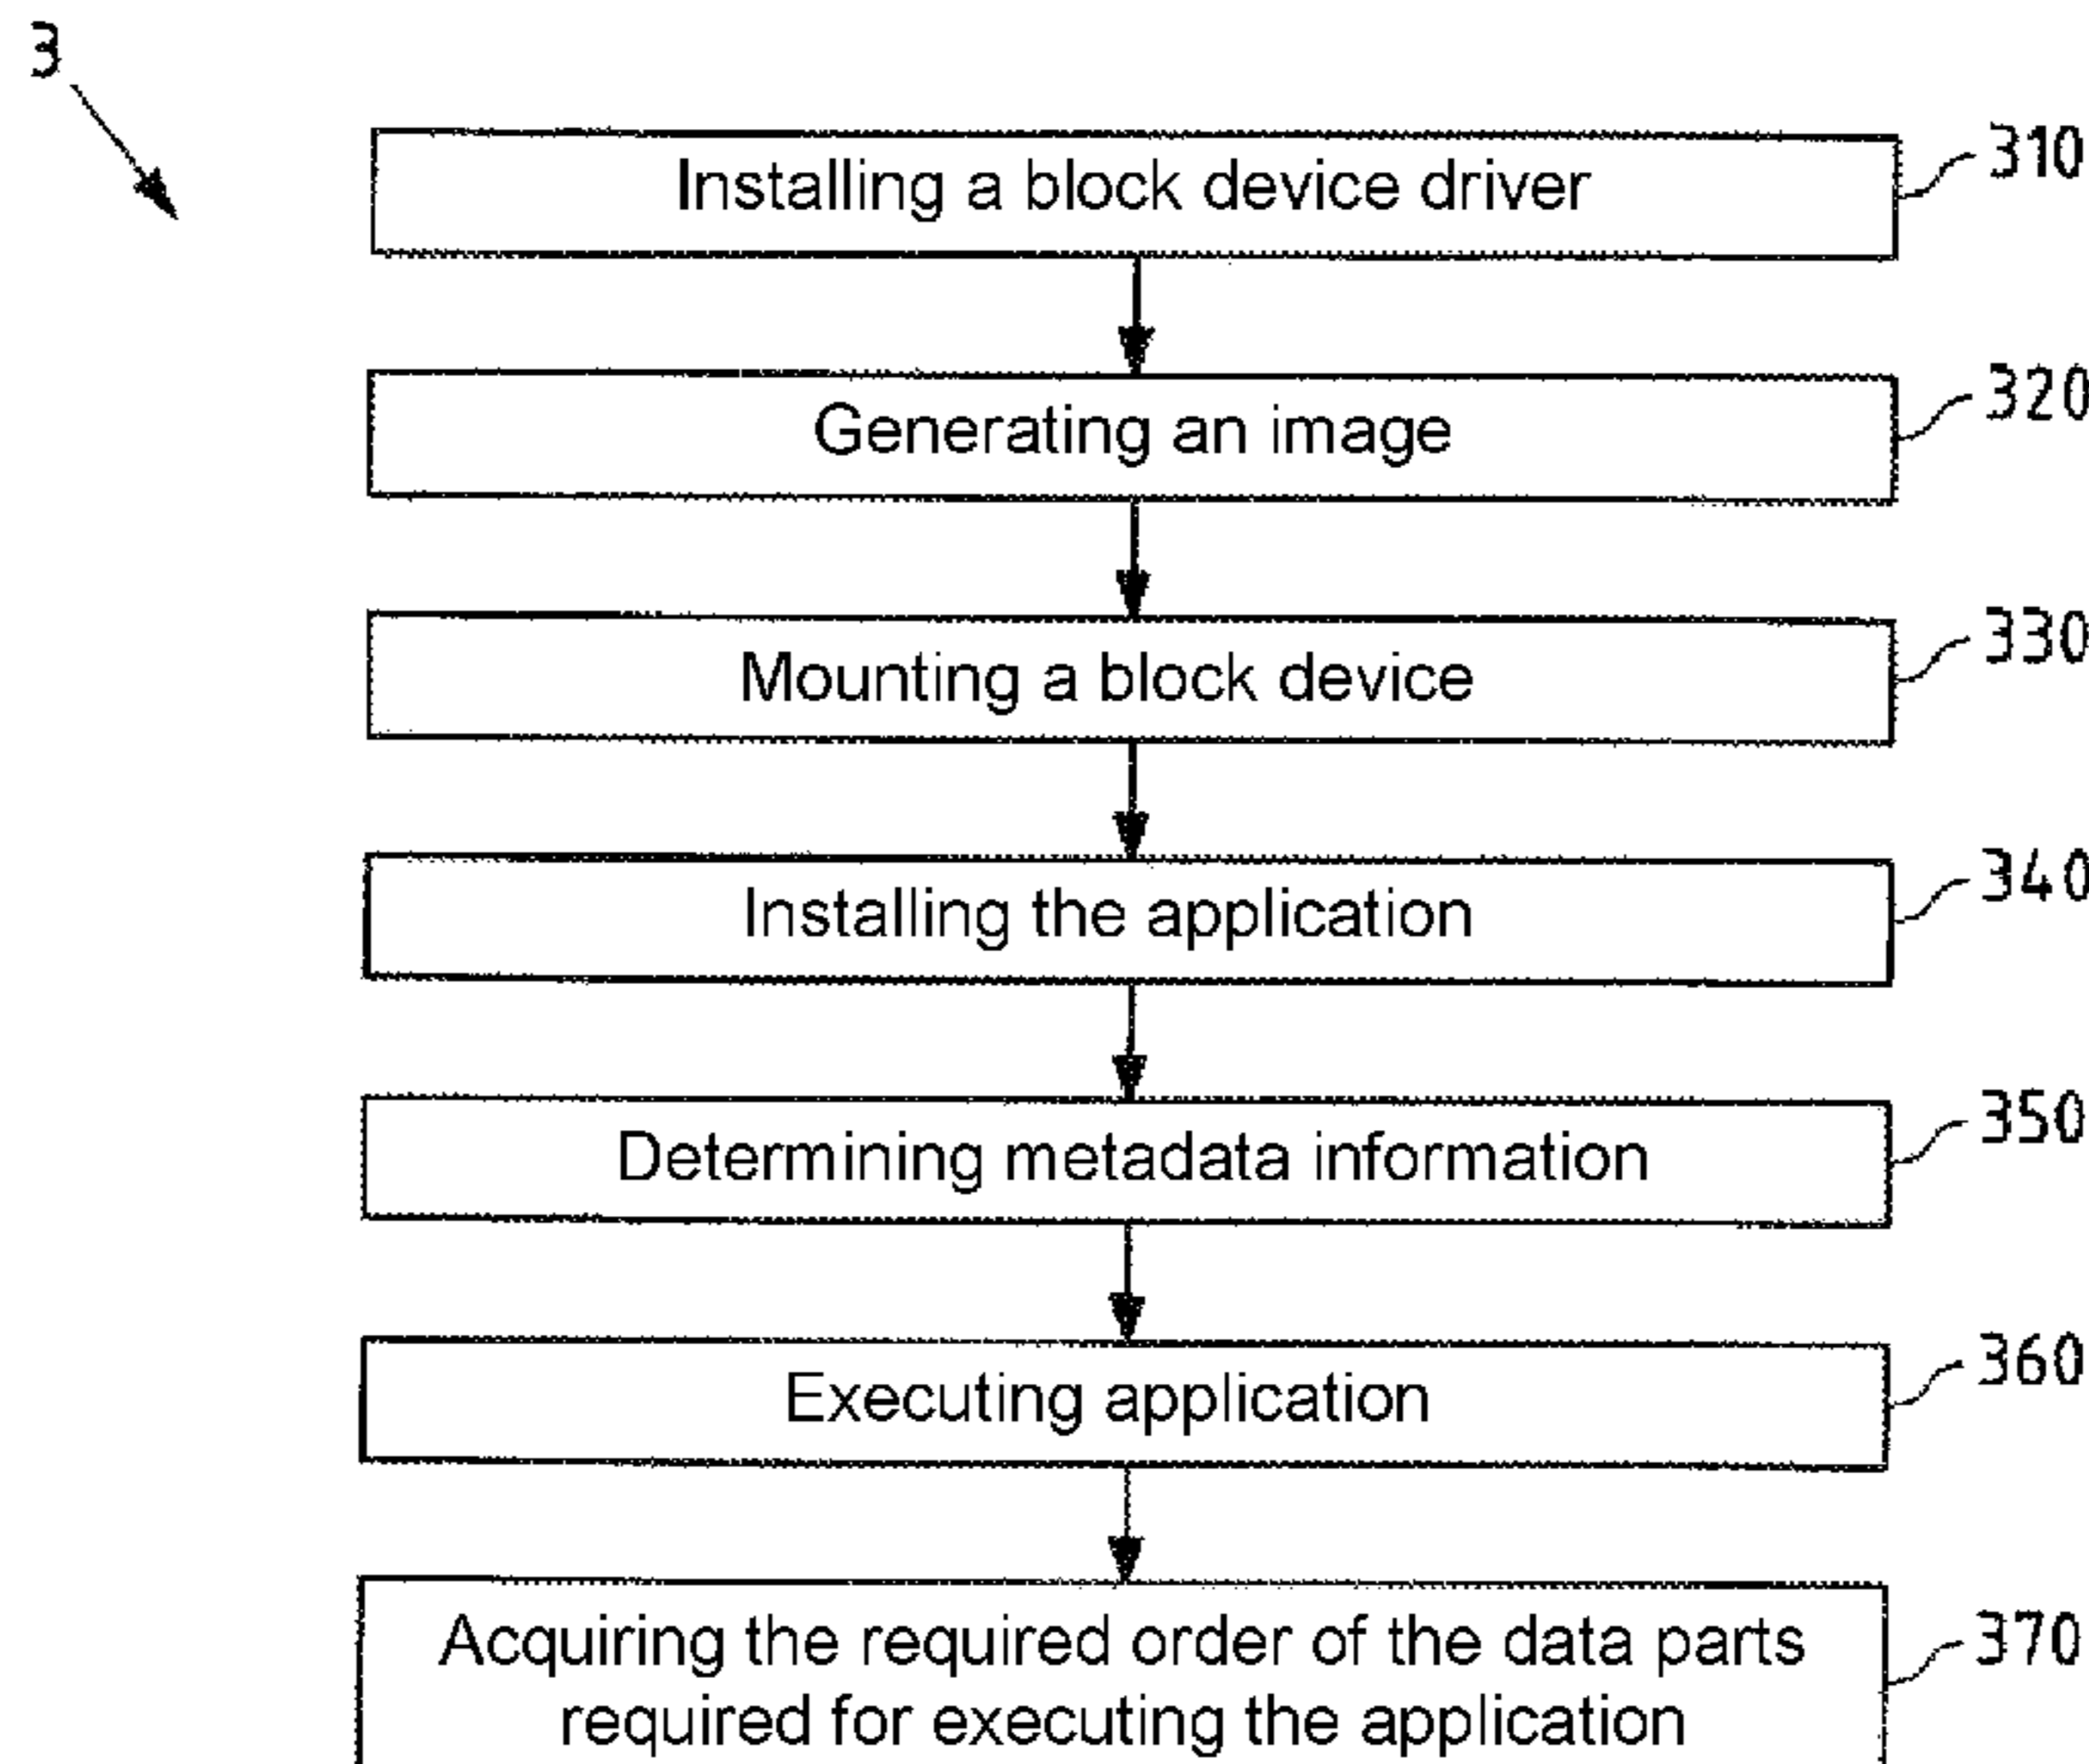 3
Installing a block device driver
310
Generating an image
320
Mounting a block device
330
Installing the application
340
Determining metadata information
350
Executing application
360
Acquiring the required order of the data parts
required for executing the application
370